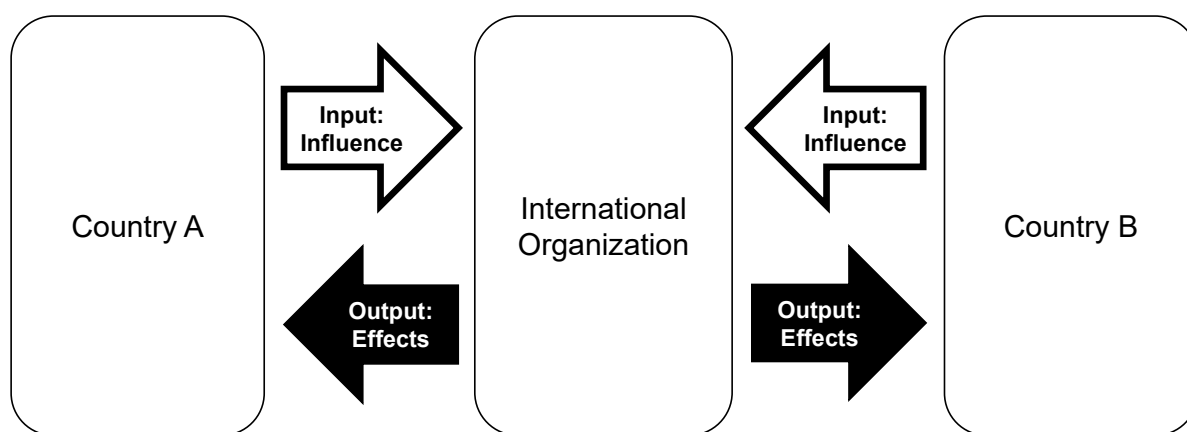 Country A
Input:
Influence
Output:
Effects
International
Organization
Input:
Influence
Output:
Effects
Country B